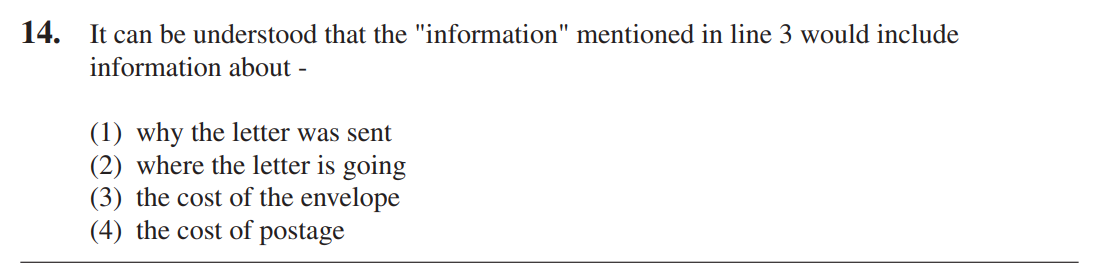 14. It can be understood that the "information" mentioned in line 3 would include
information about -
(1) why the letter was sent
(2) where the letter is going
(3) the cost of the envelope
(4) the cost of postage